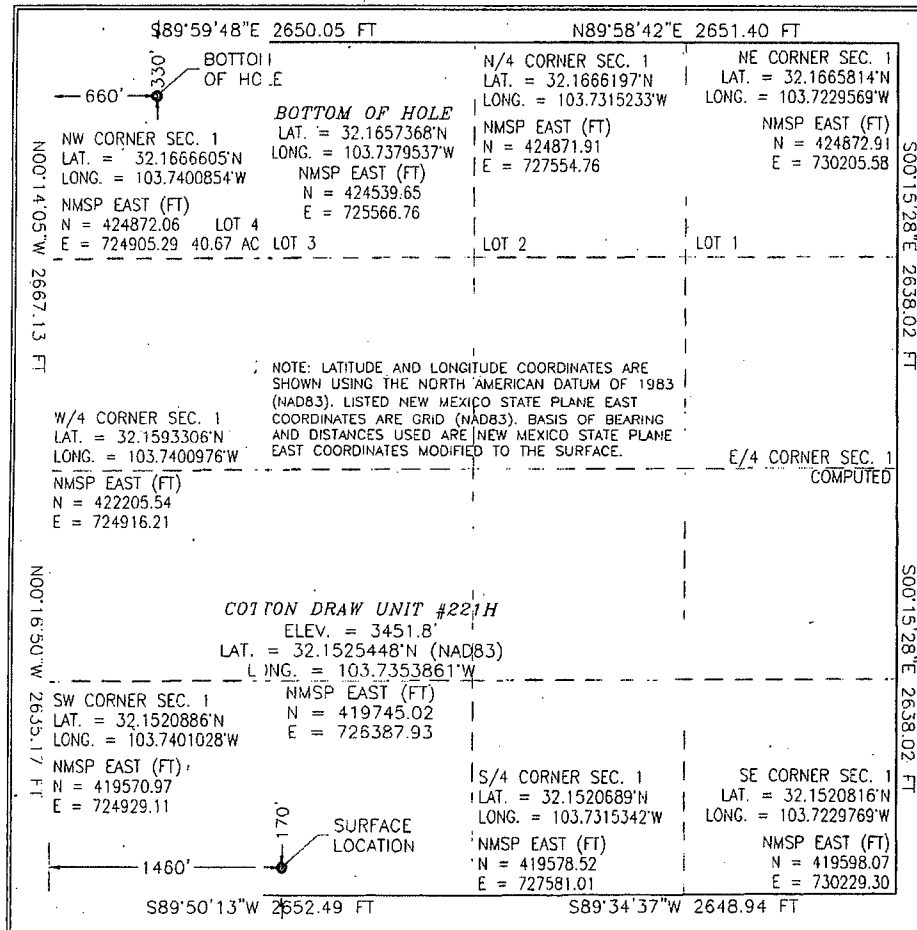 S89°59'48"E 2650.05 FT
N89°58'42"E 2651.40 FT
330'
BOTTOM
OF HOLE
660'
NW CORNER SEC. 1
LAT. = 32.1666605'N
LONG. = 103.7400854'W
NMSP EAST (FT)
N = 424872.06 LOT 4
E = 724905.29 40.67 AC
BOTTOM OF HOLE
LAT. = 32.1657368'N
LONG. = 103.7379537'W
NMSP EAST (FT)
N = 424539.65
E = 725566.76
LOT 3
N/4 CORNER SEC. 1
LAT. = 32.1666197'N
LONG. = 103.7315233'W
NMSP EAST (FT)
N = 424871.91
E = 727554.76
LOT 2
NE CORNER SEC. 1
LAT. = 32.1665814'N
LONG. = 103.7229569'W
NMSP EAST (FT)
N = 424872.91
E = 730205.58
LOT 1
N00°14'05"W 2667.13 FT
S00°15'28"E 2638.02 FT
NOTE: LATITUDE AND LONGITUDE COORDINATES ARE
SHOWN USING THE NORTH AMERICAN DATUM OF 1983
(NAD83). LISTED NEW MEXICO STATE PLANE EAST
COORDINATES ARE GRID (NAD83). BASIS OF BEARING
AND DISTANCES USED ARE NEW MEXICO STATE PLANE
EAST COORDINATES MODIFIED TO THE SURFACE.
W/4 CORNER SEC. 1
LAT. = 32.1593306'N
LONG. = 103.7400976'W
NMSP EAST (FT)
N = 422205.54
E = 724916.21
E/4 CORNER SEC. 1
COMPUTED
N00°16'50"W 2635.17 FT
S00°15'28"E 2638.02 FT
COTTON DRAW UNIT #221H
ELEV. = 3451.8'
LAT. = 32.1525448'N (NAD83)
LONG. = 103.7353861'W
NMSP EAST (FT)
N = 419745.02
E = 726387.93
SW CORNER SEC. 1
LAT. = 32.1520886'N
LONG. = 103.7401028'W
NMSP EAST (FT)
N = 419570.97
E = 724929.11
S/4 CORNER SEC. 1
LAT. = 32.1520689'N
LONG. = 103.7315342'W
NMSP EAST (FT)
N = 419578.52
E = 727581.01
SE CORNER SEC. 1
LAT. = 32.1520816'N
LONG. = 103.7229769'W
NMSP EAST (FT)
N = 419598.07
E = 730229.30
170'
SURFACE
LOCATION
1460'
S89°50'13"W 2652.49 FT
S89°34'37"W 2648.94 FT